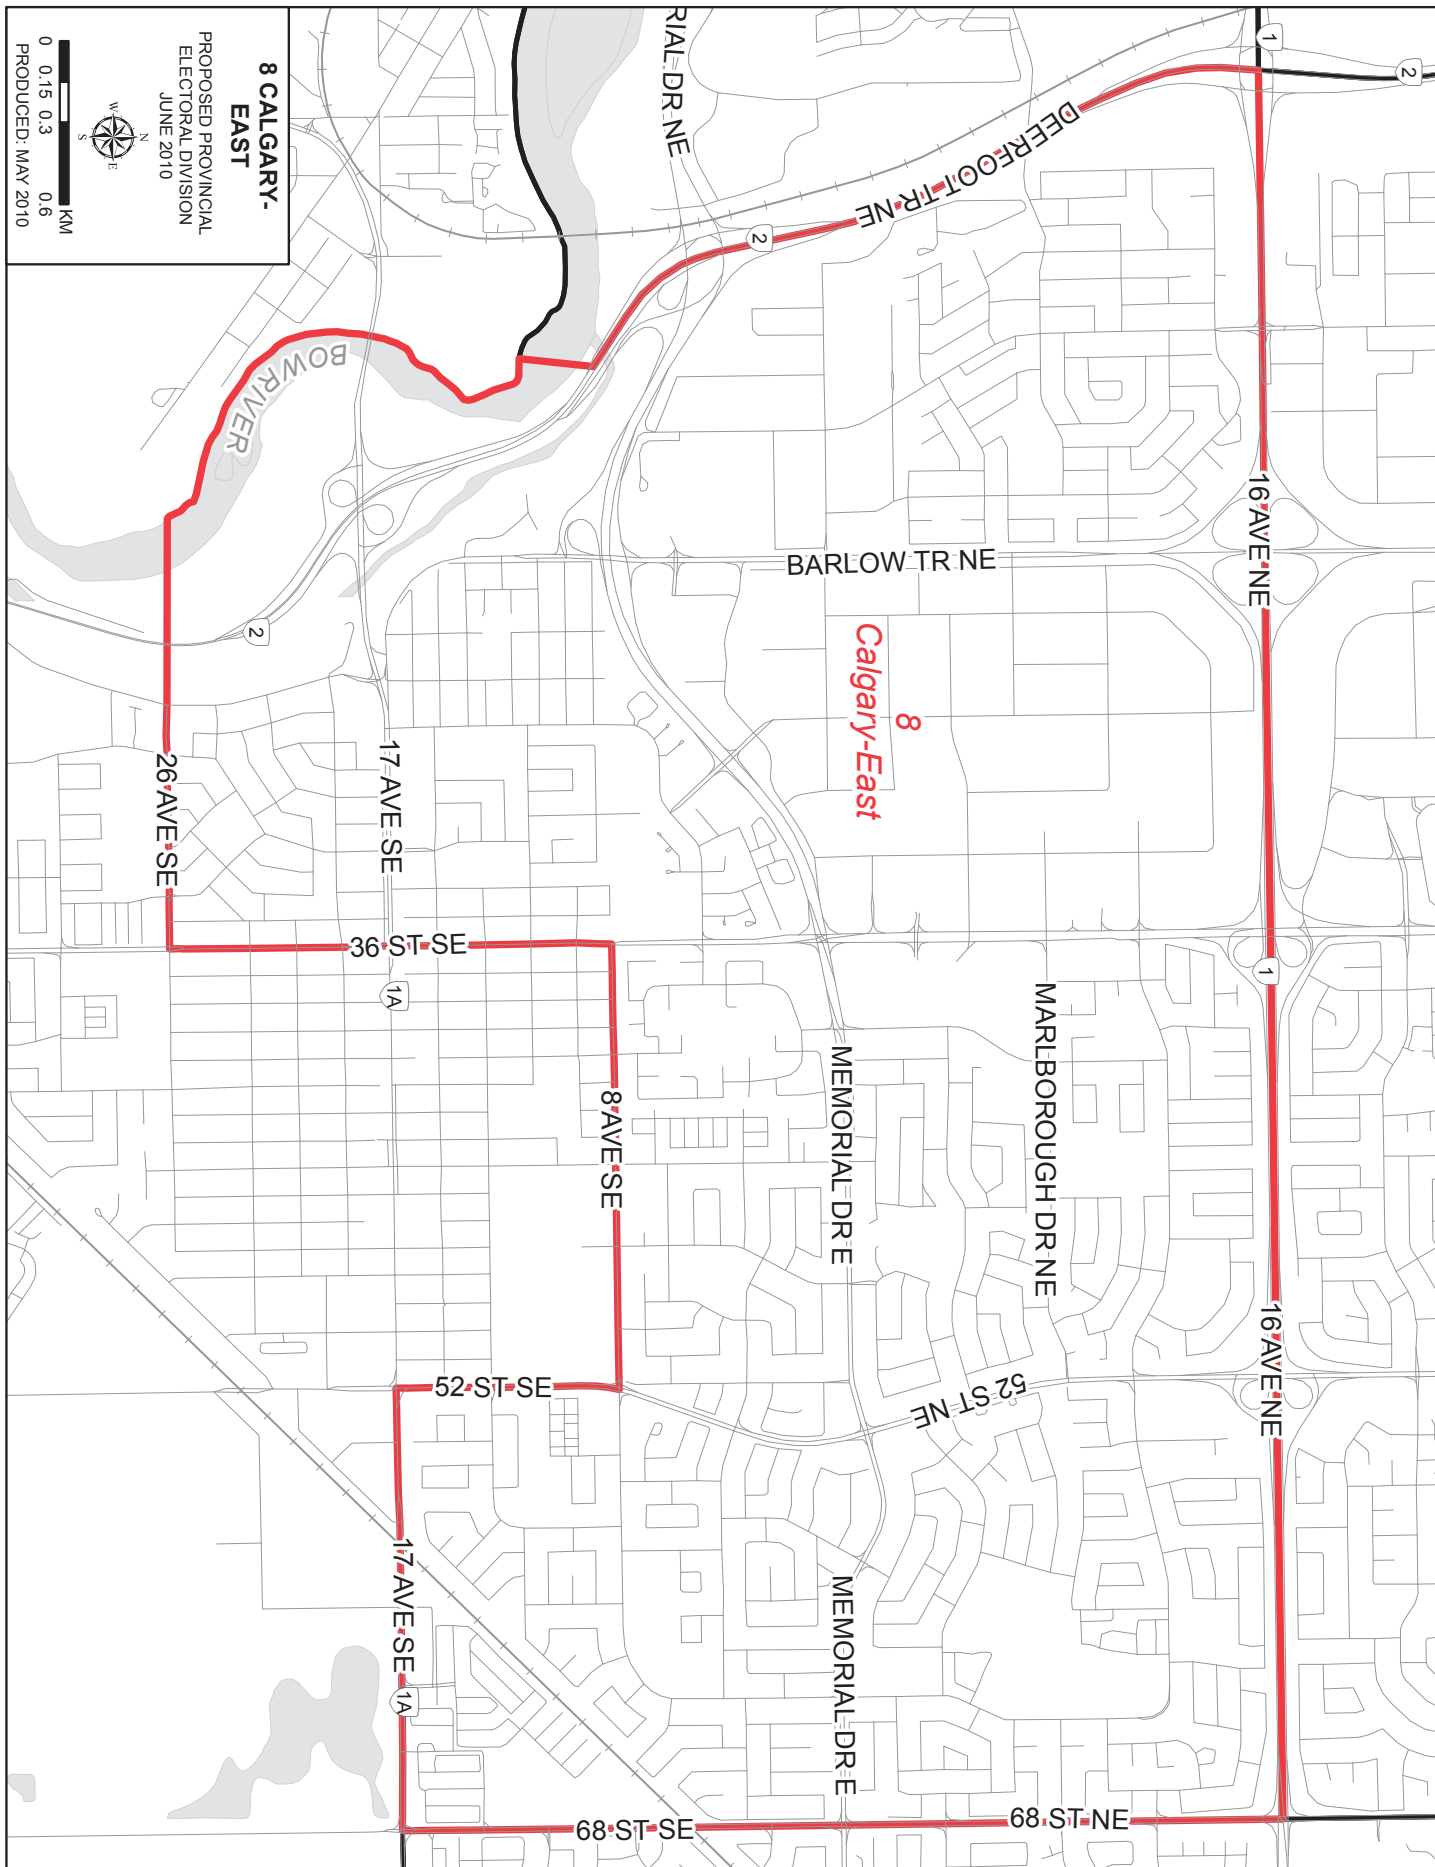 8 CALGARY-
EAST
PROPOSED PROVINCIAL
ELECTORAL DIVISION
JUNE 2010
N
W
E
S
KM
0 0.15 0.3 0.6
PRODUCED: MAY 2010
1
2
16 AVE NE
1
16 AVE NE
DEERFOOT TR NE
RIAL DR NE
2
BARLOW TR NE
8
Calgary-East
MARLBOROUGH DR NE
52 ST NE
68 ST NE
MEMORIAL DR E
MEMORIAL DR E
8 AVE SE
BOW RIVER
2
17 AVE SE
36 ST SE
1A
52 ST SE
17 AVE SE
1A
68 ST SE
26 AVE SE